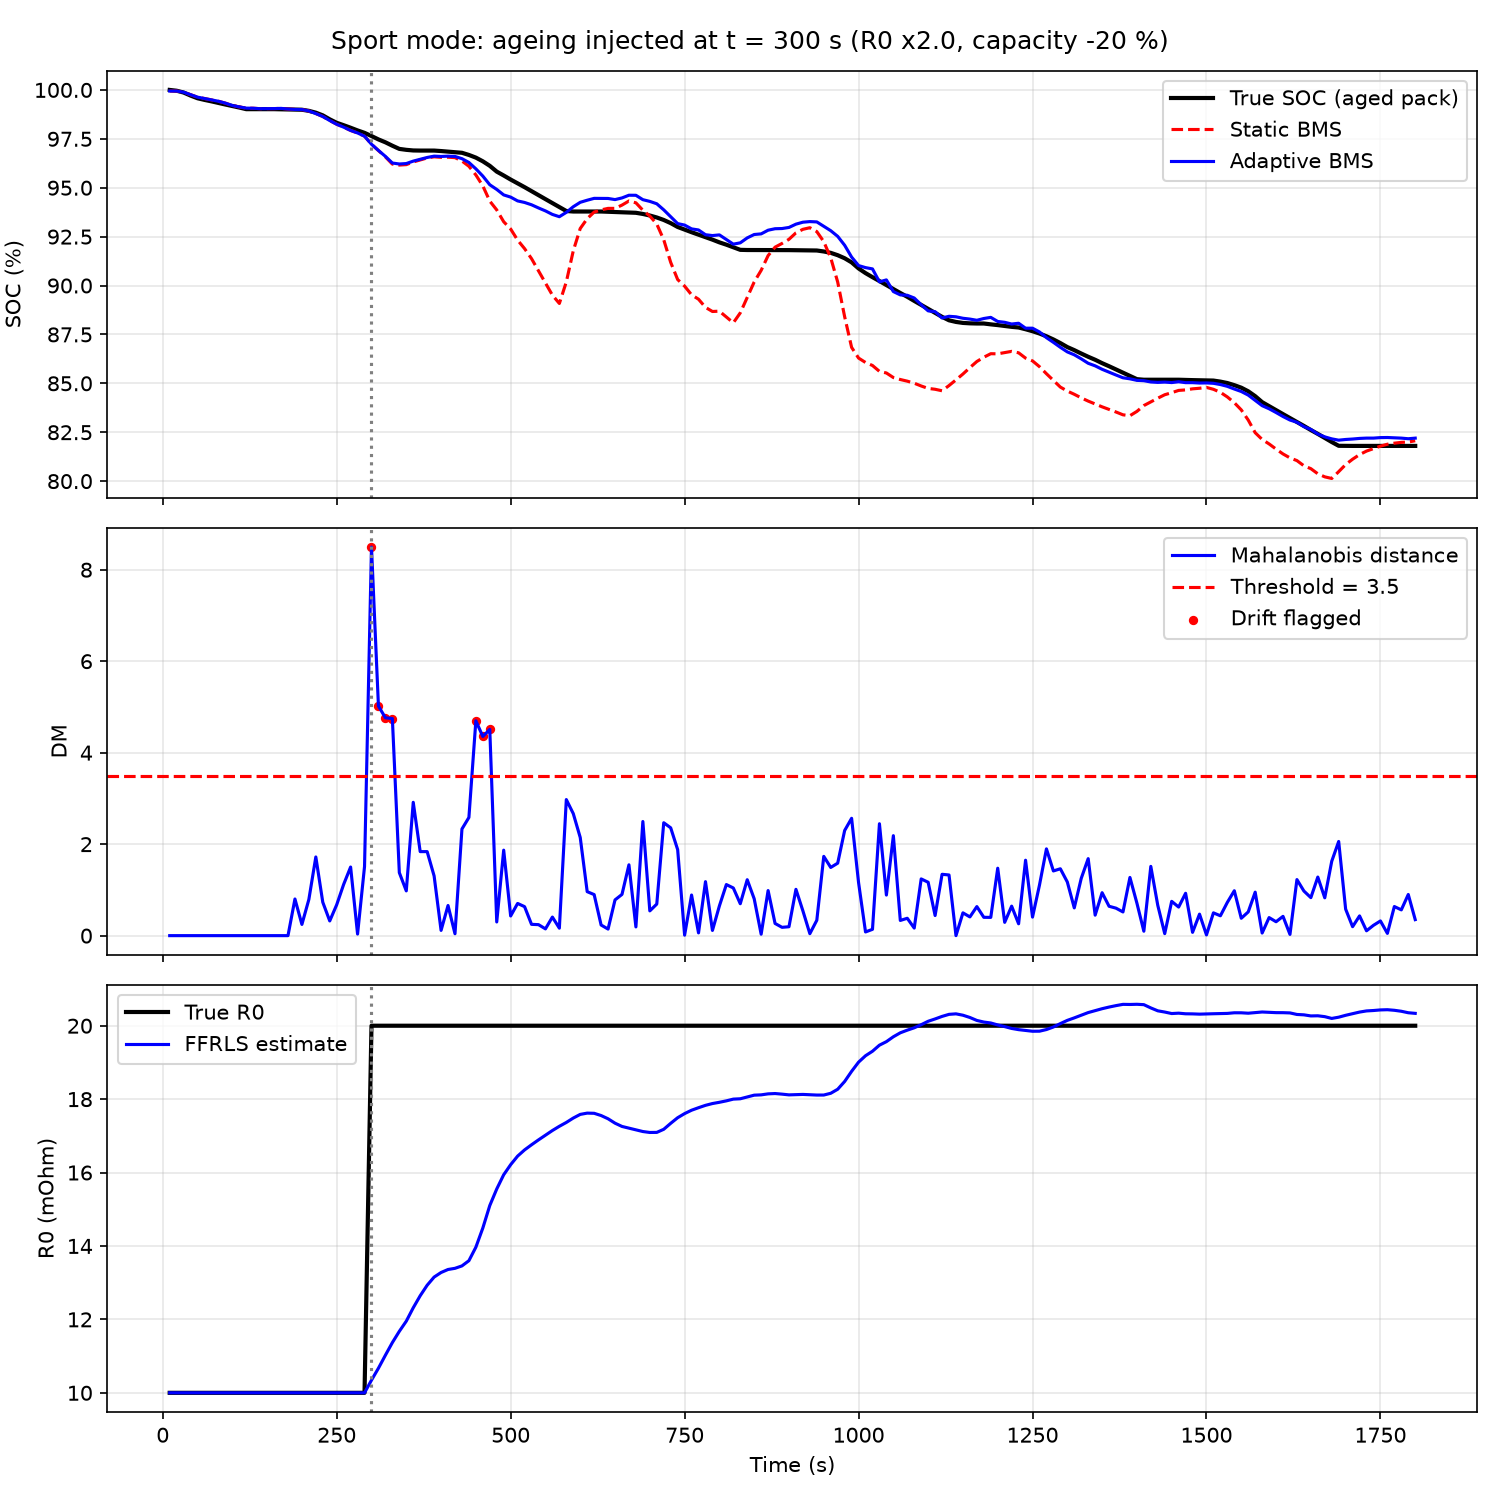 Sport mode: ageing injected at t = 300 s (R0 x2.0, capacity -20 %)
SOC (%)
100.0
97.5
95.0
92.5
90.0
87.5
85.0
82.5
80.0
True SOC (aged pack)
Static BMS
Adaptive BMS
DM
8
6
4
2
0
Mahalanobis distance
Threshold = 3.5
Drift flagged
R0 (mOhm)
20
18
16
14
12
10
True R0
FFRLS estimate
0 250 500 750 1000 1250 1500 1750
Time (s)